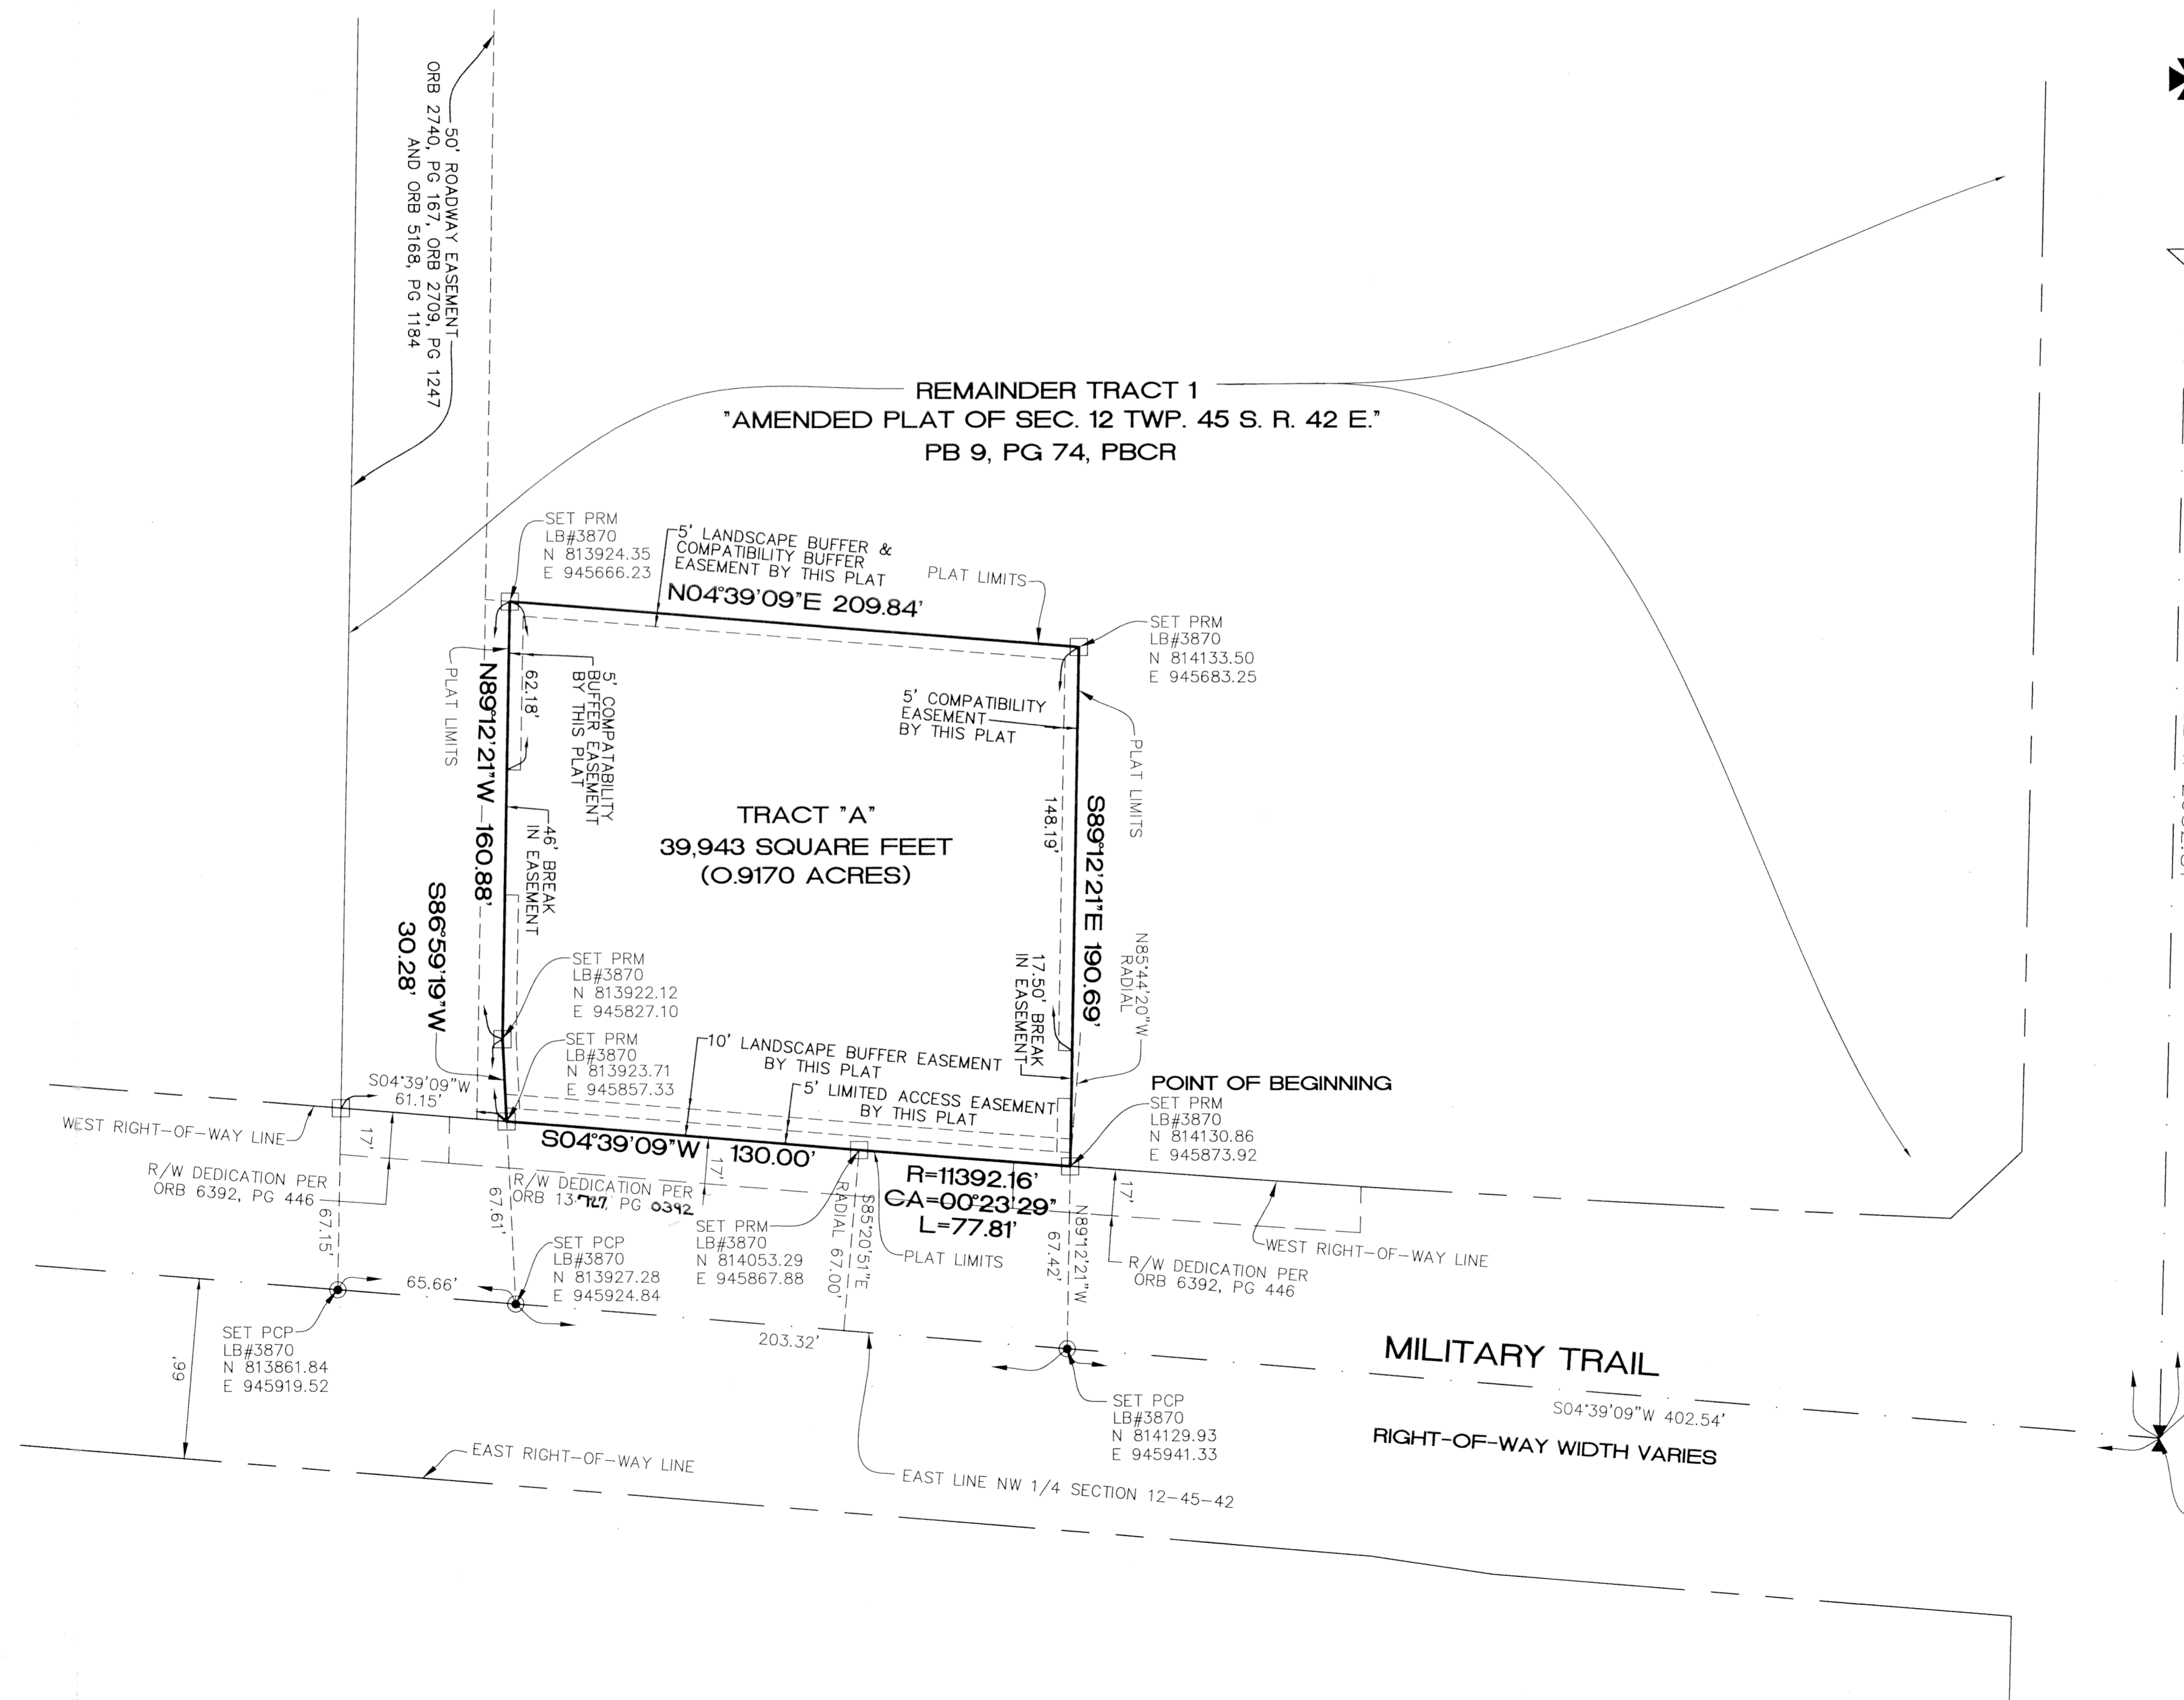 50' ROADWAY EASEMENT
ORB 2740, PG 167, ORB 2709, PG 1247
AND ORB 5168, PG 1184
REMAINDER TRACT 1
"AMENDED PLAT OF SEC. 12 TWP. 45 S. R. 42 E."
PB 9, PG 74, PBCR
SET PRM
LB#3870
N 813924.35
E 945666.23
5' LANDSCAPE BUFFER &
COMPATIBILITY BUFFER
EASEMENT BY THIS PLAT
PLAT LIMITS
N04°39'09"E 209.84'
SET PRM
LB#3870
N 814133.50
E 945683.25
PLAT LIMITS
N89°12'21"W 160.88'
62.18'
5' COMPATABILITY
BUFFER EASEMENT
BY THIS PLAT
5' COMPATIBILITY
EASEMENT
BY THIS PLAT
PLAT LIMITS
148.19'
S89°12'21"E 190.69'
TRACT "A"
39,943 SQUARE FEET
(0.9170 ACRES)
46' BREAK
IN EASEMENT
S86°59'19"W
30.28'
SET PRM
LB#3870
N 813922.12
E 945827.10
17.50' BREAK
IN EASEMENT
N85°44'20"W
RADIAL
SET PRM
LB#3870
N 813923.71
E 945857.33
10' LANDSCAPE BUFFER EASEMENT
BY THIS PLAT
5' LIMITED ACCESS EASEMENT
BY THIS PLAT
POINT OF BEGINNING
SET PRM
LB#3870
N 814130.86
E 945873.92
S04°39'09"W
61.15'
WEST RIGHT-OF-WAY LINE
17'
R/W DEDICATION PER
ORB 6392, PG 446
67.15'
S04°39'09"W 130.00'
17'
R/W DEDICATION PER
ORB 13727, PG 0392
67.61'
R=11392.16'
CA=00°23'29"
L=77.81'
SET PRM
LB#3870
N 814053.29
E 945867.88
S85°20'51"E
RADIAL 67.00'
PLAT LIMITS
N89°12'21"W
67.42'
17'
WEST RIGHT-OF-WAY LINE
R/W DEDICATION PER
ORB 6392, PG 446
SET PCP
LB#3870
N 813927.28
E 945924.84
65.66'
SET PCP
LB#3870
N 813861.84
E 945919.52
66'
203.32'
MILITARY TRAIL
S04°39'09"W 402.54'
RIGHT-OF-WAY WIDTH VARIES
SET PCP
LB#3870
N 814129.93
E 945941.33
EAST RIGHT-OF-WAY LINE
EAST LINE NW 1/4 SECTION 12-45-42